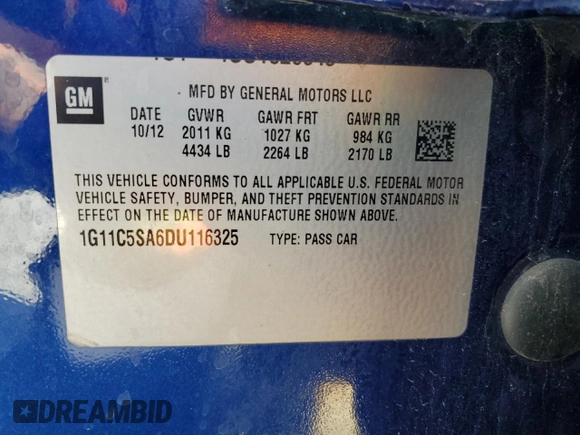 GM
MFD BY GENERAL MOTORS LLC
DATE GVWR GAWR FRT GAWR RR
10/12 2011 KG 1027 KG 984 KG
4434 LB 2264 LB 2170 LB
THIS VEHICLE CONFORMS TO ALL APPLICABLE U.S. FEDERAL MOTOR
VEHICLE SAFETY, BUMPER, AND THEFT PREVENTION STANDARDS IN
EFFECT ON THE DATE OF MANUFACTURE SHOWN ABOVE.
1G11C5SA6DU116325 TYPE: PASS CAR
DREAMBID